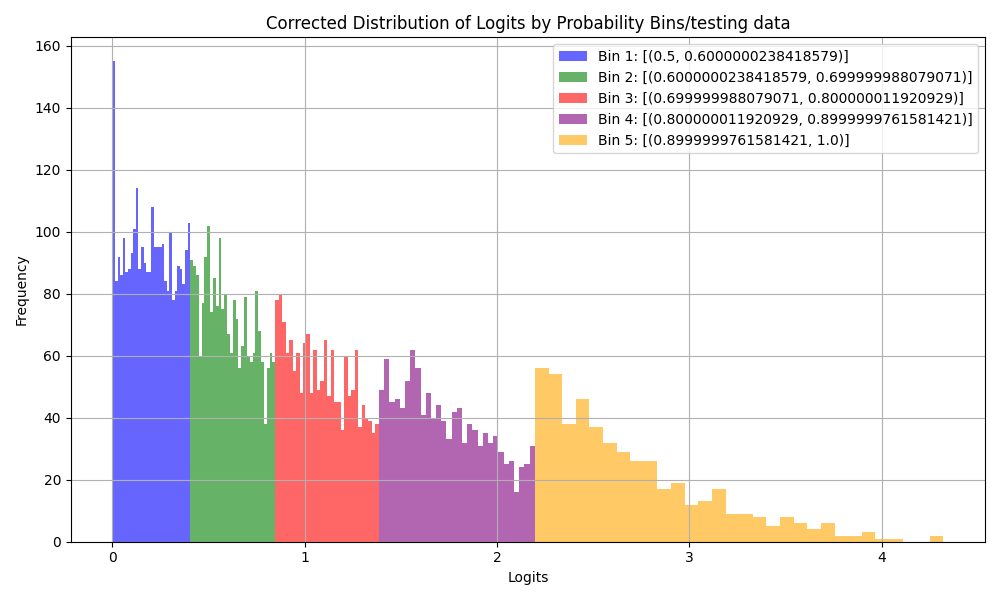 Corrected Distribution of Logits by Probability Bins/testing data
160
140
120
100
80
60
40
20
0
Frequency
Bin 1: [(0.5, 0.6000000238418579)]
Bin 2: [(0.6000000238418579, 0.699999988079071)]
Bin 3: [(0.699999988079071, 0.800000011920929)]
Bin 4: [(0.800000011920929, 0.8999999761581421)]
Bin 5: [(0.8999999761581421, 1.0)]
0 1 2 3 4
Logits